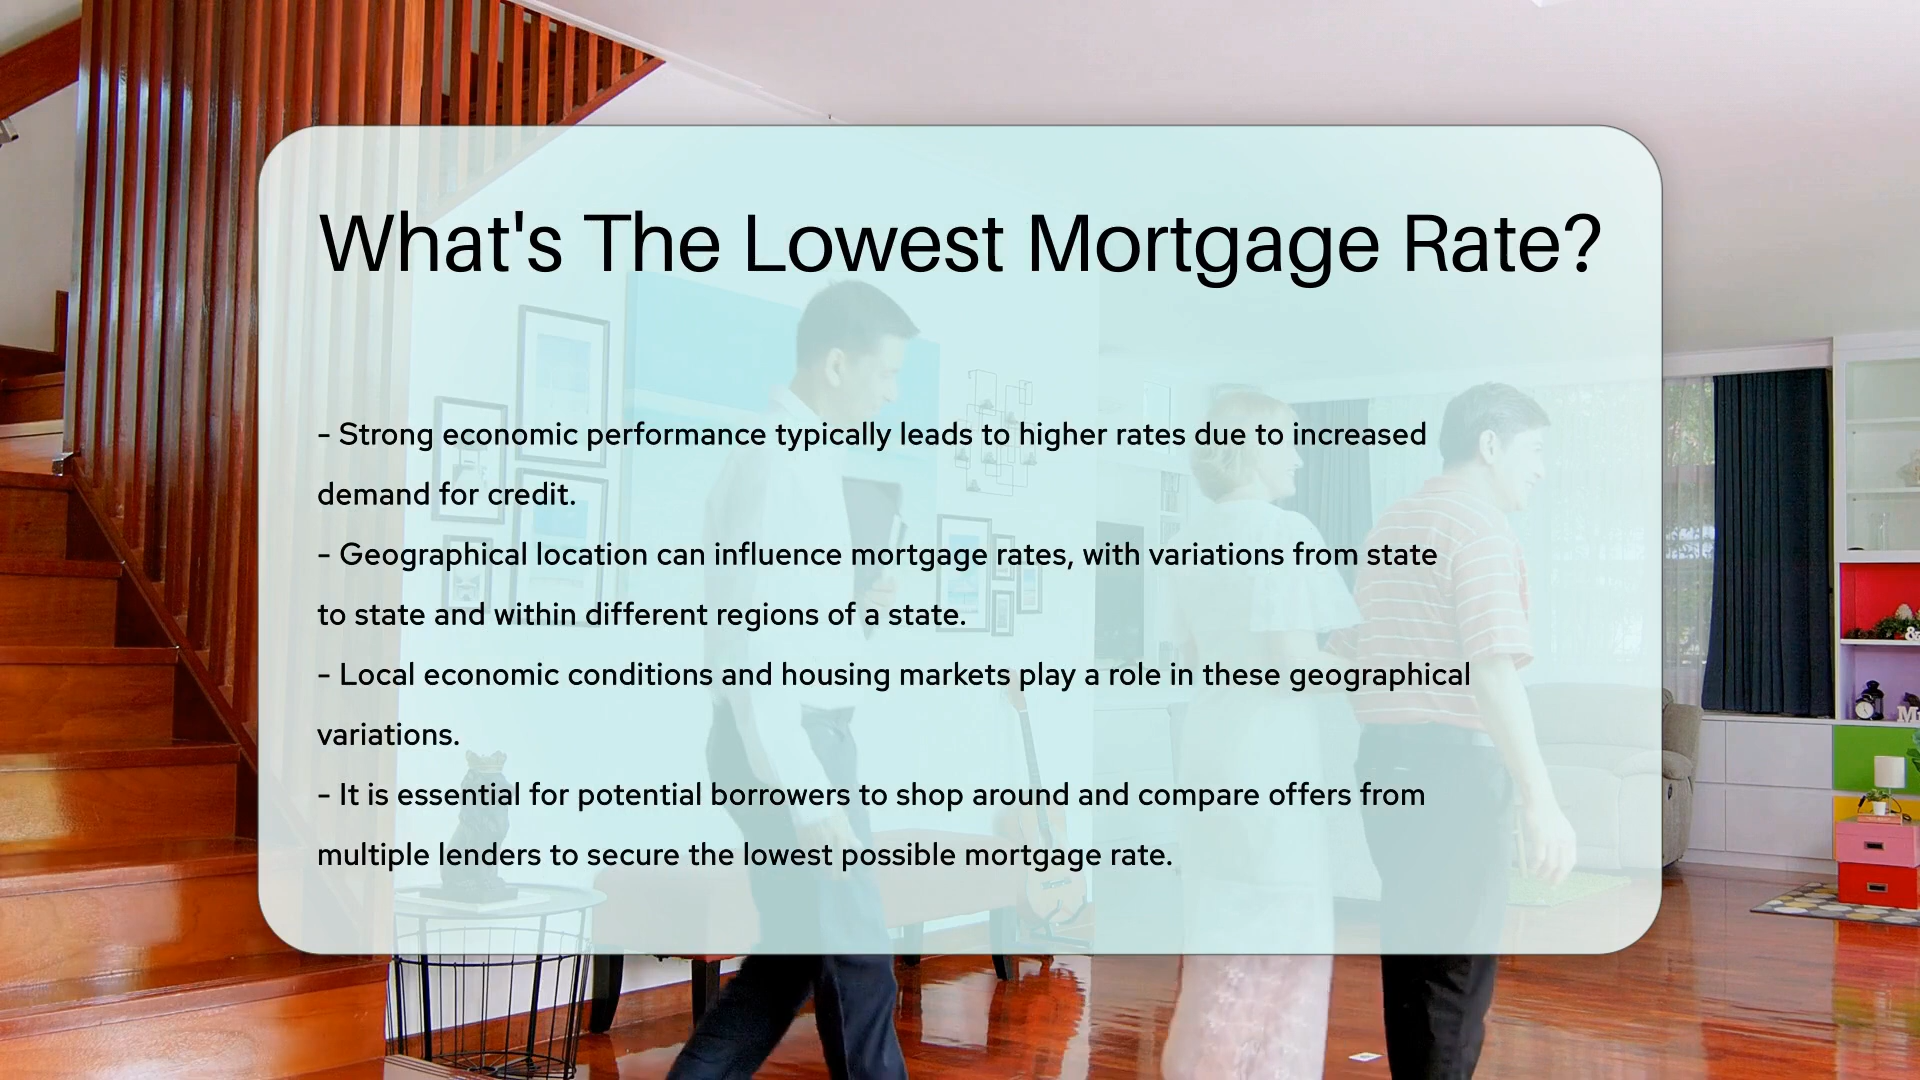 What's The Lowest Mortgage Rate?
- Strong economic performance typically leads to higher rates due to increased
demand for credit.
- Geographical location can influence mortgage rates, with variations from state
to state and within different regions of a state.
- Local economic conditions and housing markets play a role in these geographical
variations.
- It is essential for potential borrowers to shop around and compare offers from
multiple lenders to secure the lowest possible mortgage rate.